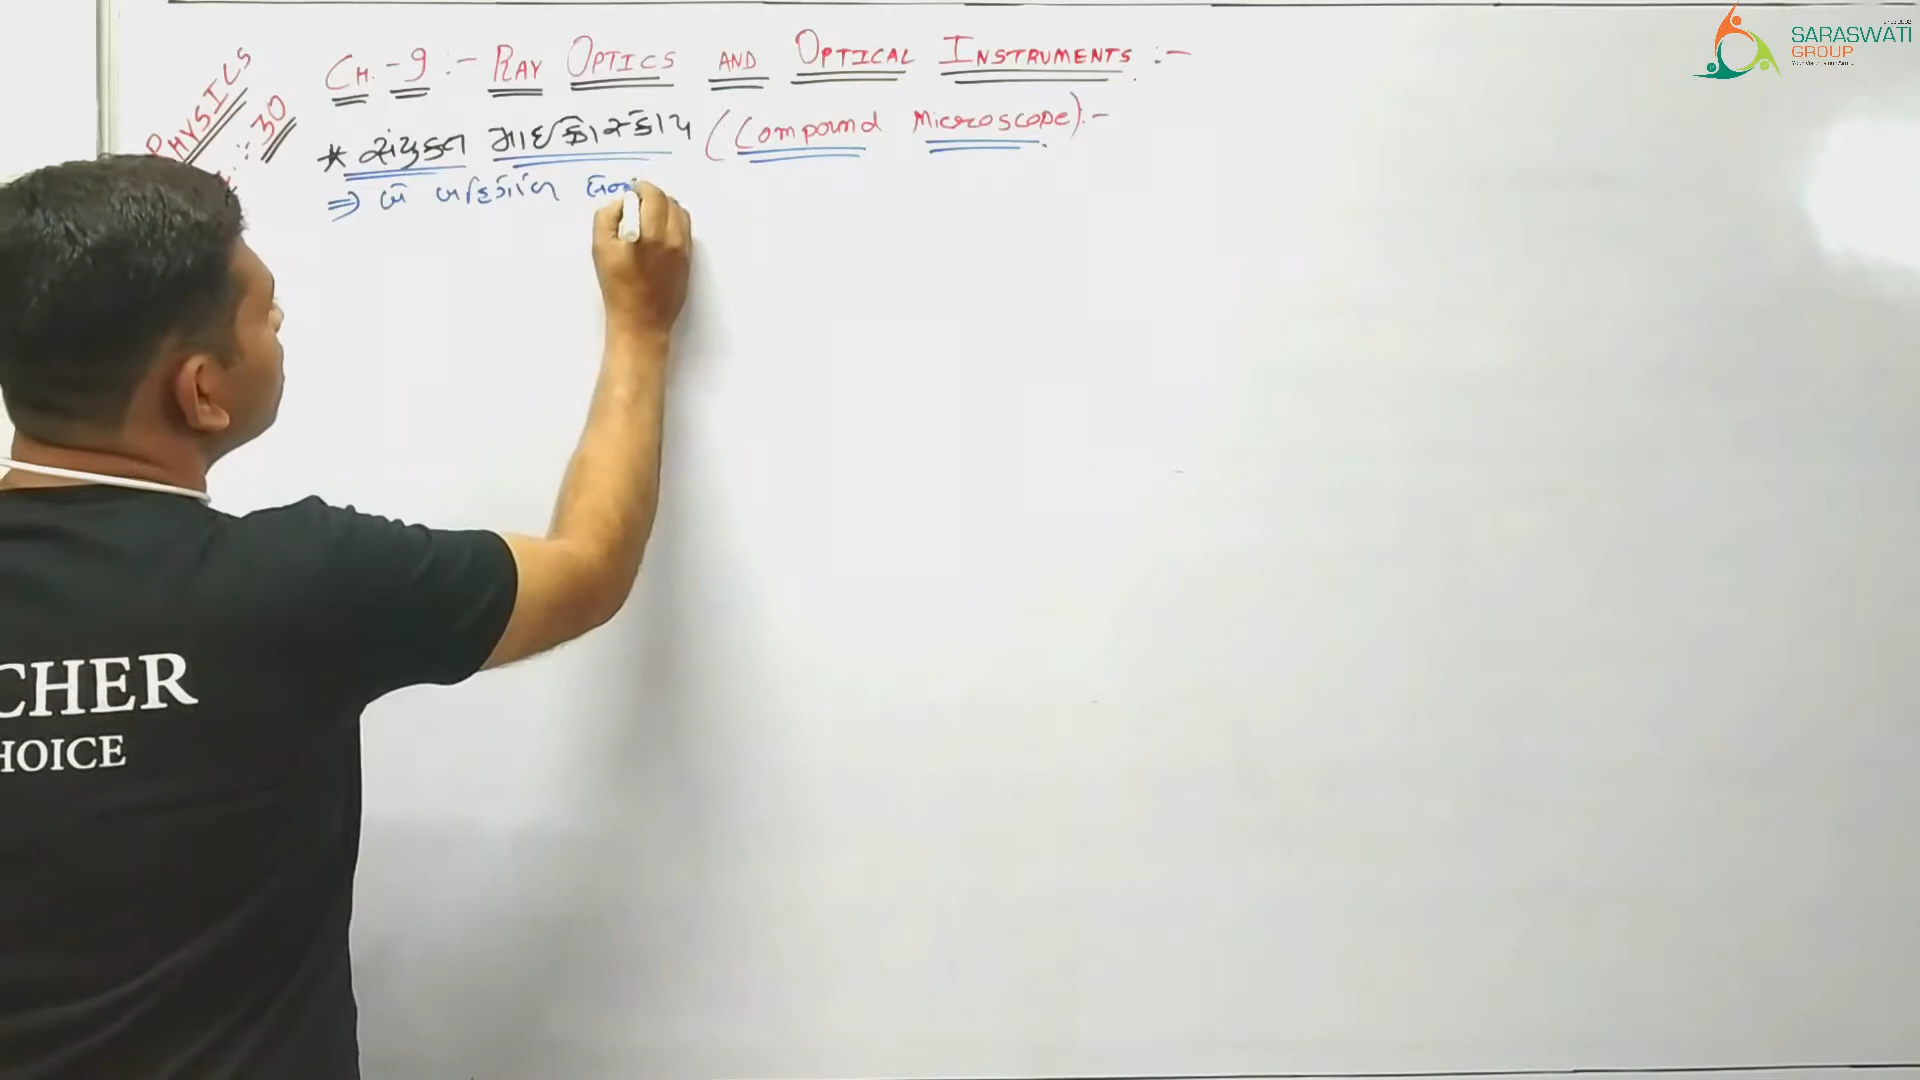 PHYSICS
30
CH.-9:- RAY OPTICS AND OPTICAL INSTRUMENTS :-
* સંયુક્ત માઈક્રોસ્કોપ (Compound Microscope):-
⇒ બે બહિર્ગોળ
SARASWATI
GROUP
CHER
HOICE